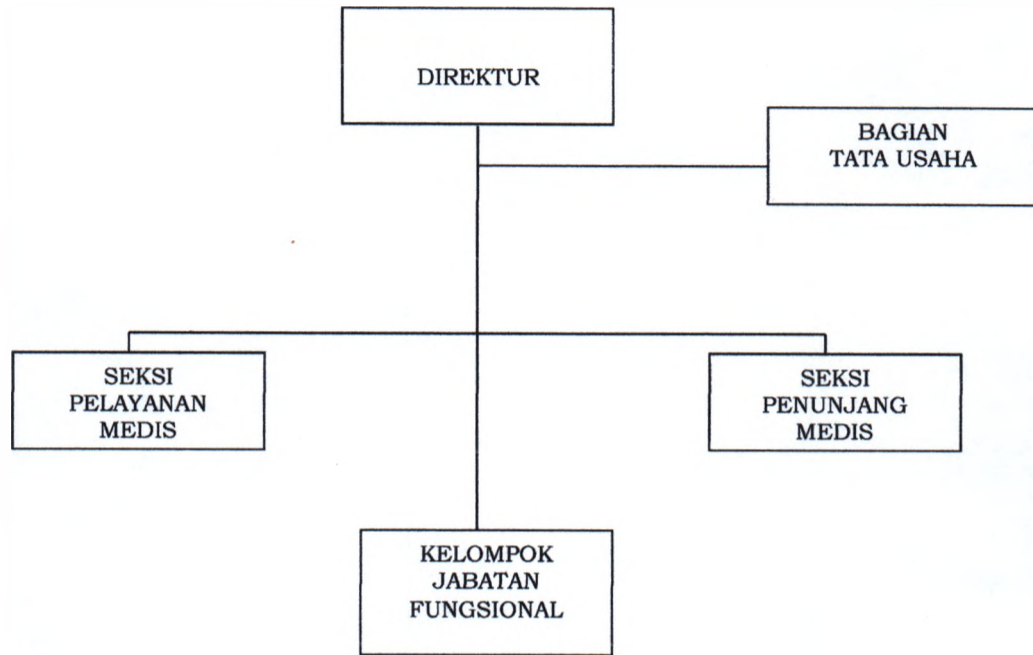 DIREKTUR
BAGIAN
TATA USAHA
SEKSI
PELAYANAN
MEDIS
SEKSI
PENUNJANG
MEDIS
KELOMPOK
JABATAN
FUNGSIONAL